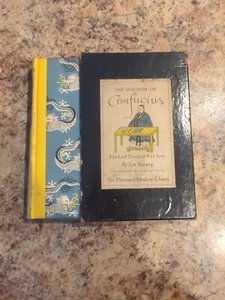 THE WISDOM OF
Confucius
Edited and Translated With Notes
By Lin Yutang
The Illustrated Modern Library